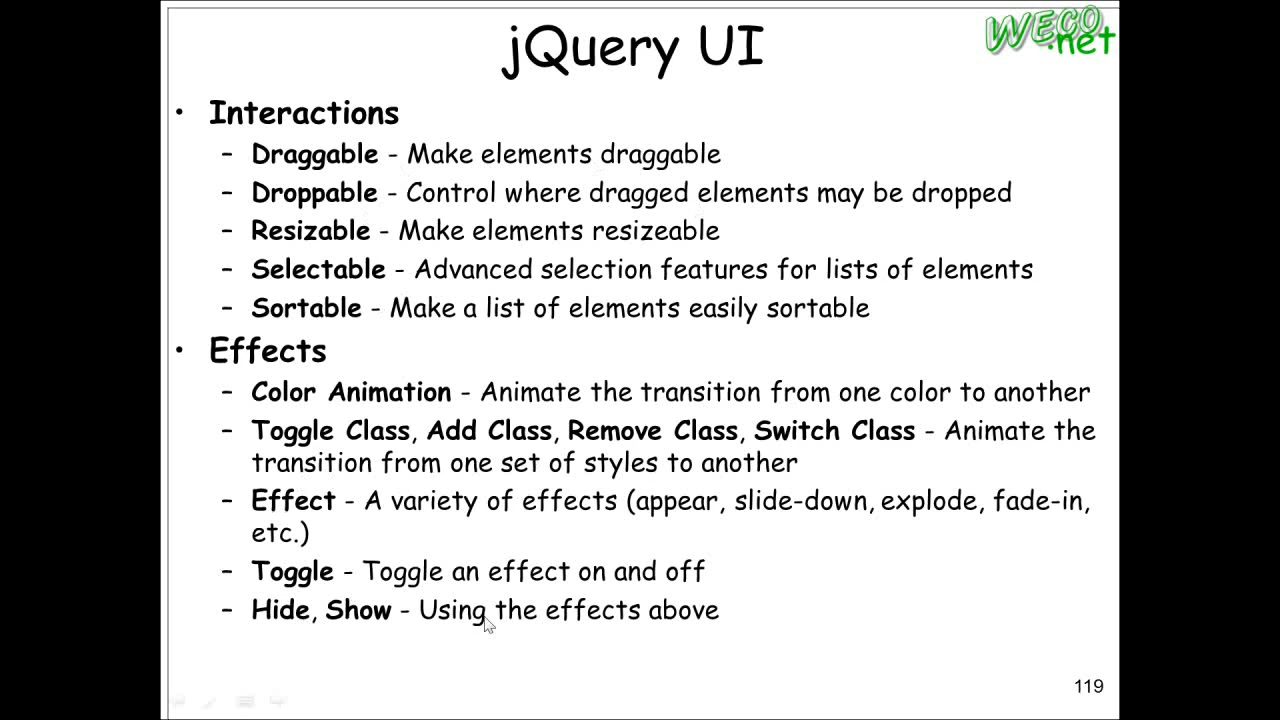 jQuery UI
WECO
.net
• Interactions
– Draggable - Make elements draggable
– Droppable - Control where dragged elements may be dropped
– Resizable - Make elements resizeable
– Selectable - Advanced selection features for lists of elements
– Sortable - Make a list of elements easily sortable
• Effects
– Color Animation - Animate the transition from one color to another
– Toggle Class, Add Class, Remove Class, Switch Class - Animate the
transition from one set of styles to another
– Effect - A variety of effects (appear, slide-down, explode, fade-in,
etc.)
– Toggle - Toggle an effect on and off
– Hide, Show - Using the effects above
119